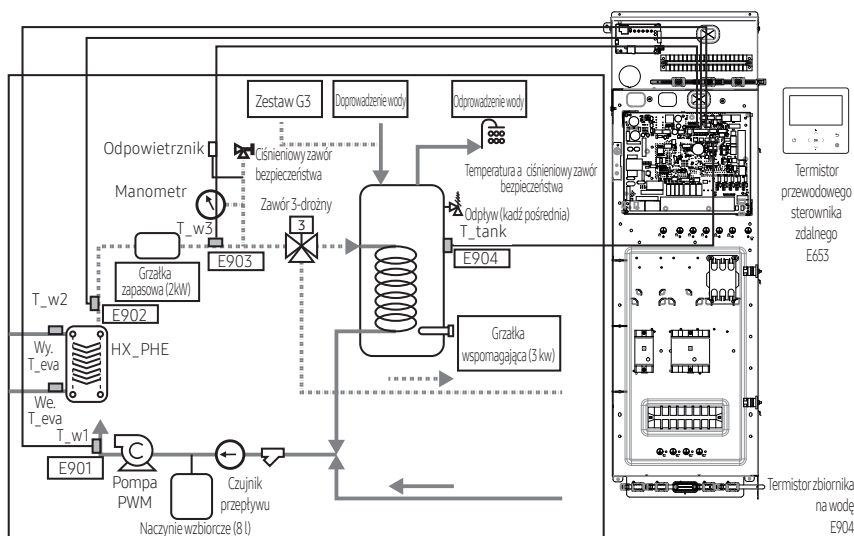 Zestaw G3
Doprowadzenie wody
Odprowadzenie wody
Odpowietrznik
Ciśnieniowy zawór
bezpieczeństwa
Temperatura a ciśnieniowy zawór
bezpieczeństwa
Manometr
Zawór 3-drożny
Odpływ (kadź pośrednia)
T_w3
3
T_tank
E903
E904
Grzałka
zapasowa (2kW)
T_w2
E902
HX_PHE
Wy.
T_eva
We.
T_eva
Grzałka
wspomagająca (3 kw)
T_w1
E901
C
Pompa
PWM
Czujnik
przepływu
Naczynie wzbiorcze (8 l)
Termistor
przewodowego
sterownika
zdalnego
E653
Termistor zbiornika
na wodę
E904